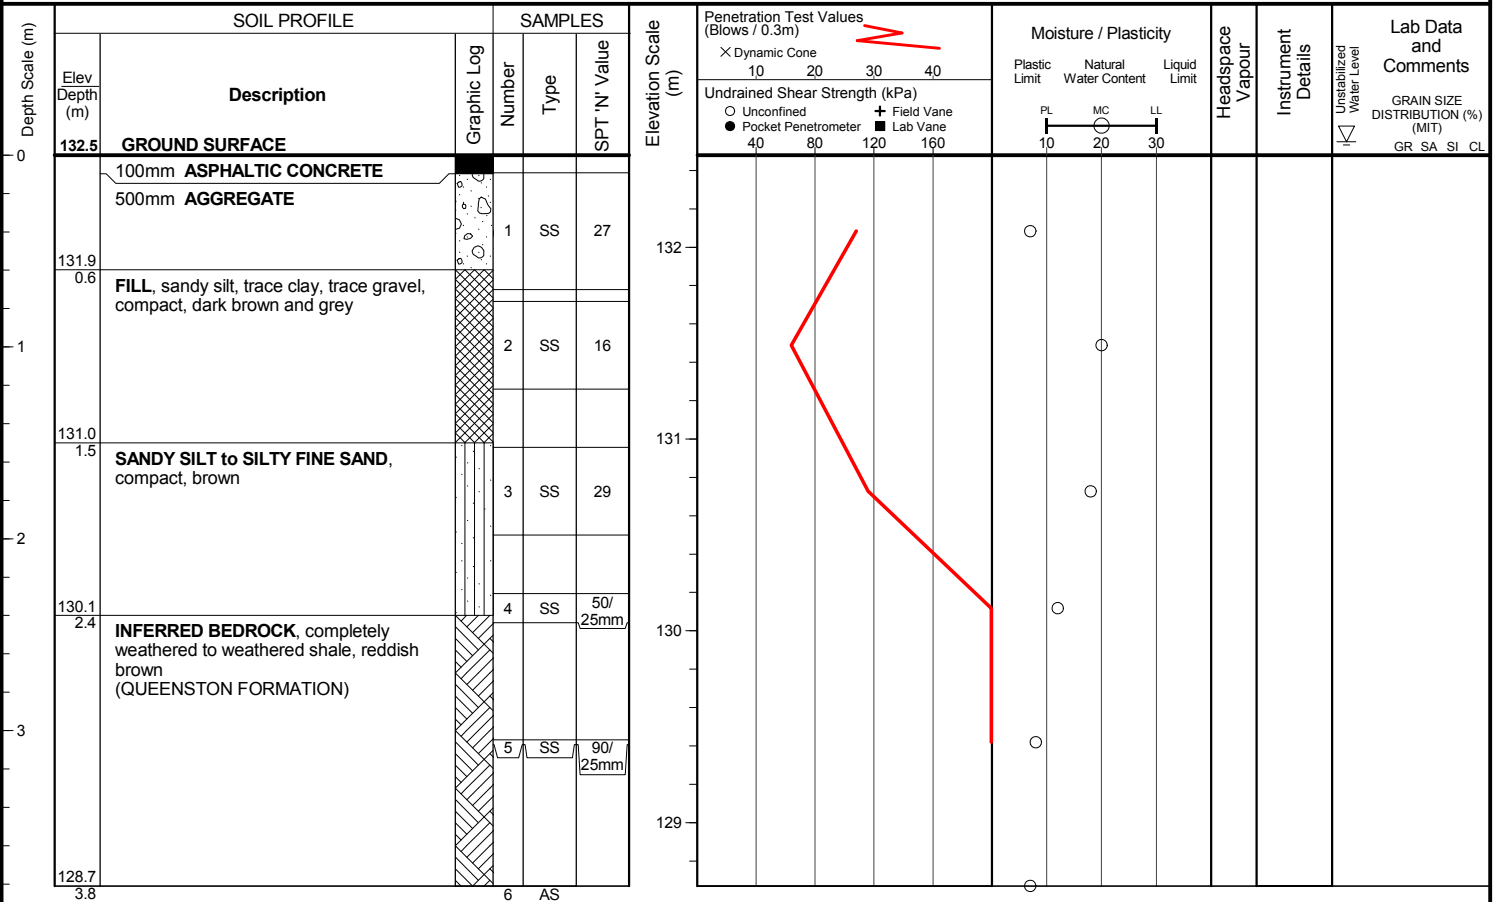 SOIL PROFILE
SAMPLES
Depth Scale (m)
Elev
Depth
(m)
Description
Graphic Log
Number
Type
SPT 'N' Value
Elevation Scale
(m)
Penetration Test Values
(Blows / 0.3m)
× Dynamic Cone
10 20 30 40
Undrained Shear Strength (kPa)
Unconfined + Field Vane
Pocket Penetrometer Lab Vane
40 80 120 160
Moisture / Plasticity
Plastic Limit
Natural Water Content
Liquid Limit
PL MC LL
10 20 30
Headspace
Vapour
Instrument
Details
Unstabilized
Water Level
Lab Data
and
Comments
GRAIN SIZE
DISTRIBUTION (%)
(MIT)
GR SA SI CL
132.5 GROUND SURFACE
0
100mm ASPHALTIC CONCRETE
500mm AGGREGATE
1 SS 27
132
131.9
0.6
FILL, sandy silt, trace clay, trace gravel,
compact, dark brown and grey
1
2 SS 16
131.0
1.5
131
SANDY SILT to SILTY FINE SAND,
compact, brown
3 SS 29
2
130.1
2.4
4 SS 50/
25mm
130
INFERRED BEDROCK, completely
weathered to weathered shale, reddish
brown
(QUEENSTON FORMATION)
3
5 SS 90/
25mm
129
128.7
3.8
6 AS